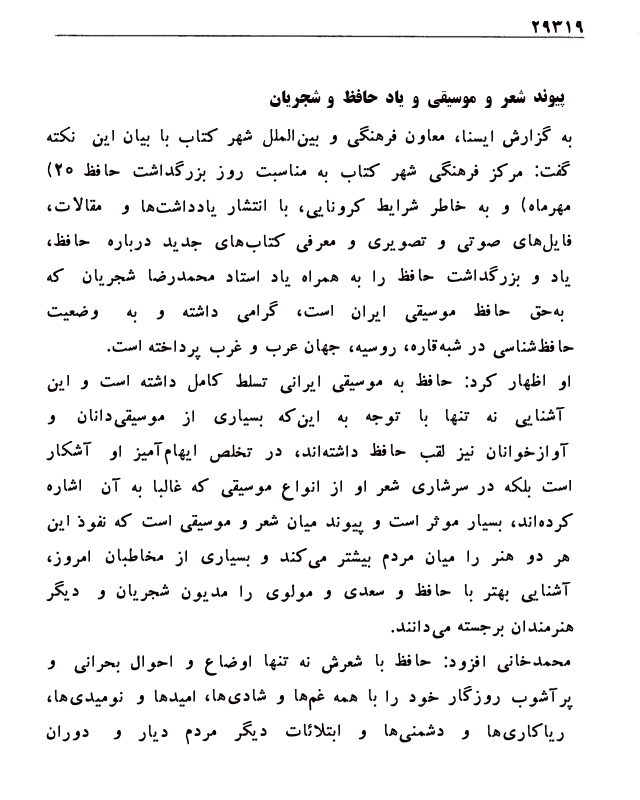 ۲۹۳۱۹
پیوند شعر و موسیقی و یاد حافظ و شجریان
به گزارش ایسنا، معاون فرهنگی و بین‌الملل شهر کتاب با بیان این نکته
گفت: مرکز فرهنگی شهر کتاب به مناسبت روز بزرگداشت حافظ ۲۰)
مهرماه) و به خاطر شرایط کرونایی، با انتشار یادداشت‌ها و مقالات،
فایل‌های صوتی و تصویری و معرفی کتاب‌های جدید درباره حافظ،
یاد و بزرگداشت حافظ را به همراه یاد استاد محمدرضا شجریان که
به‌حق حافظ موسیقی ایران است، گرامی داشته و به وضعیت
حافظ‌شناسی در شبه‌قاره، روسیه، جهان عرب و غرب پرداخته است.
او اظهار کرد: حافظ به موسیقی ایرانی تسلط کامل داشته است و این
آشنایی نه تنها با توجه به این‌که بسیاری از موسیقی‌دانان و
آوازخوانان نیز لقب حافظ داشته‌اند، در تخلص ایهام‌آمیز او آشکار
است بلکه در سرشاری شعر او از انواع موسیقی که غالبا به آن اشاره
کرده‌اند، بسیار موثر است و پیوند میان شعر و موسیقی است که نفوذ این
هر دو هنر را میان مردم بیشتر می‌کند و بسیاری از مخاطبان امروز،
آشنایی بهتر با حافظ و سعدی و مولوی را مدیون شجریان و دیگر
هنرمندان برجسته می‌دانند.
محمدخانی افزود: حافظ با شعرش نه تنها اوضاع و احوال بحرانی و
پرآشوب روزگار خود را با همه غم‌ها و شادی‌ها، امیدها و نومیدی‌ها،
ریاکاری‌ها و دشمنی‌ها و ابتلائات دیگر مردم دیار و دوران